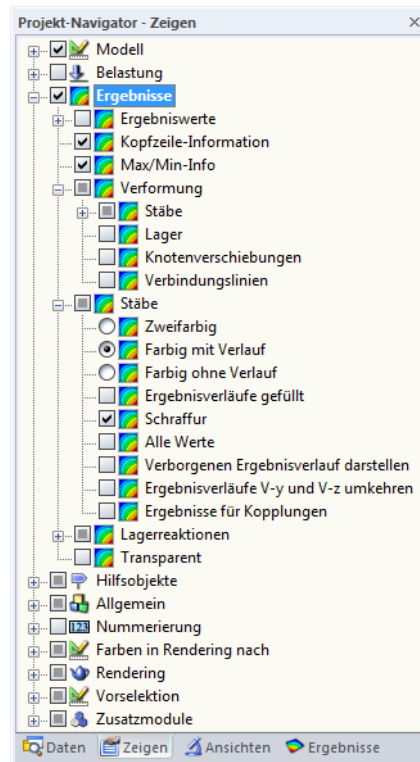 Projekt-Navigator - Zeigen
Modell
Belastung
Ergebnisse
Ergebniswerte
Kopfzeile-Information
Max/Min-Info
Verformung
Stäbe
Lager
Knotenverschiebungen
Verbindungslinien
Stäbe
Zweifarbig
Farbig mit Verlauf
Farbig ohne Verlauf
Ergebnisverläufe gefüllt
Schraffur
Alle Werte
Verborgenen Ergebnisverlauf darstellen
Ergebnisverläufe V-y und V-z umkehren
Ergebnisse für Kopplungen
Lagerreaktionen
Transparent
Hilfsobjekte
Allgemein
123 Nummerierung
Farben in Rendering nach
Rendering
Vorselektion
Zusatzmodule
Daten Zeigen Ansichten Ergebnisse